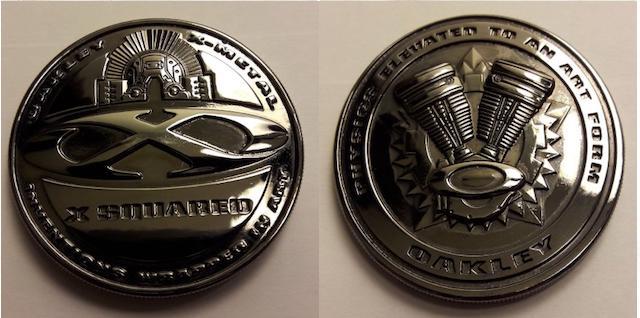 OAKLEY X-METAL
X SQUARED
INVENTIONS WRAPPED IN ART
PHYSICS ELEVATED TO AN ART FORM
OAKLEY